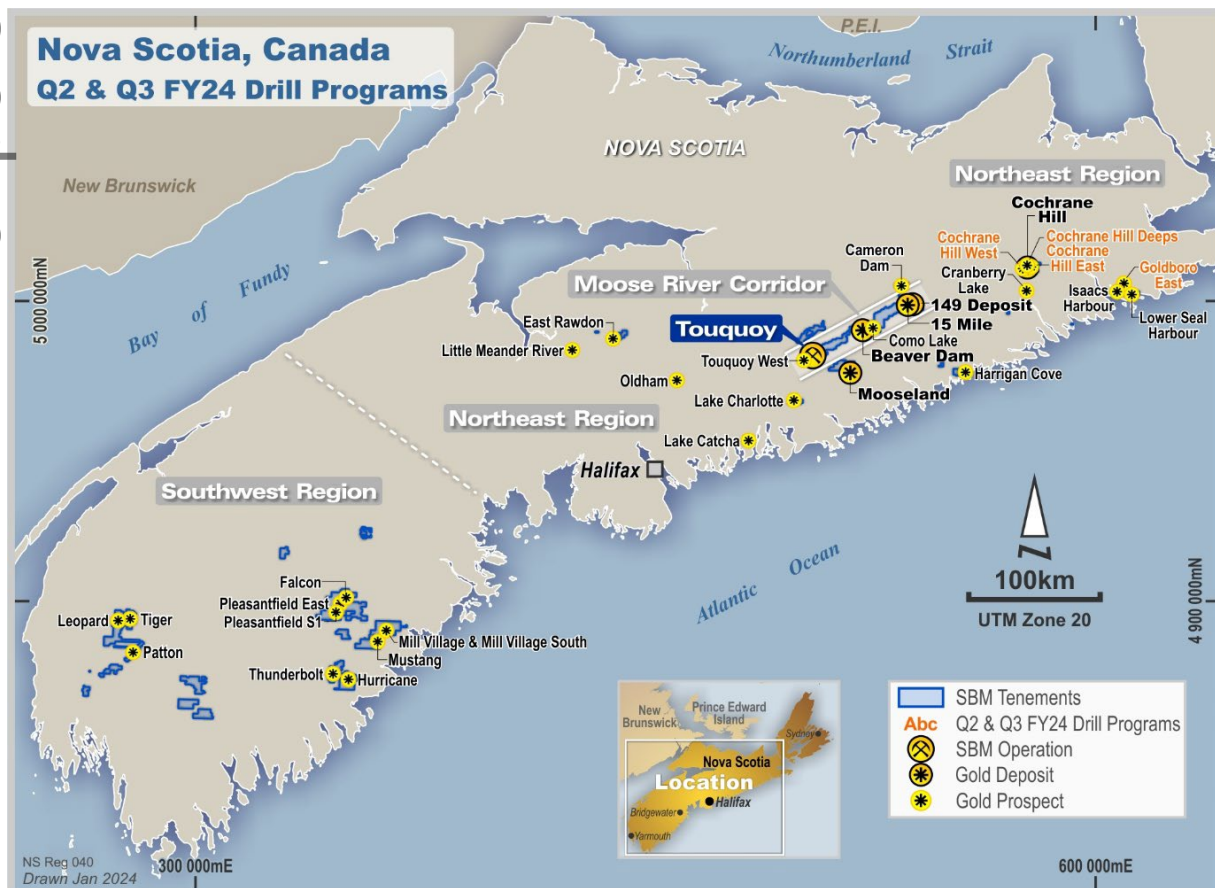 Nova Scotia, Canada
Q2 & Q3 FY24 Drill Programs
P.E.I.
Northumberland Strait
NOVA SCOTIA
New Brunswick
Northeast Region
Cochrane
Hill
Cochrane
Hill West
Cochrane Hill Deeps
Cochrane
Hill East
Goldboro
East
Cameron
Dam
Cranberry
Lake
Isaacs
Harbour
Lower Seal
Harbour
Moose River Corridor
5 000 000mN
Bay of Fundy
149 Deposit
15 Mile
East Rawdon
Touquoy
Como Lake
Little Meander River
Touquoy West
Beaver Dam
Harrigan Cove
Oldham
Lake Charlotte
Mooseland
Northeast Region
Lake Catcha
Halifax
Southwest Region
Atlantic Ocean
100km
UTM Zone 20
4 900 000mN
Falcon
Pleasantfield East
Pleasantfield S1
Leopard
Tiger
Mill Village & Mill Village South
Patton
Mustang
Thunderbolt
Hurricane
New
Brunswick
Prince Edward
Island
Sydney
Nova Scotia
Location
Halifax
Bridgewater
Yarmouth
SBM Tenements
Abc Q2 & Q3 FY24 Drill Programs
SBM Operation
Gold Deposit
Gold Prospect
NS Reg 040
Drawn Jan 2024
300 000mE
600 000mE